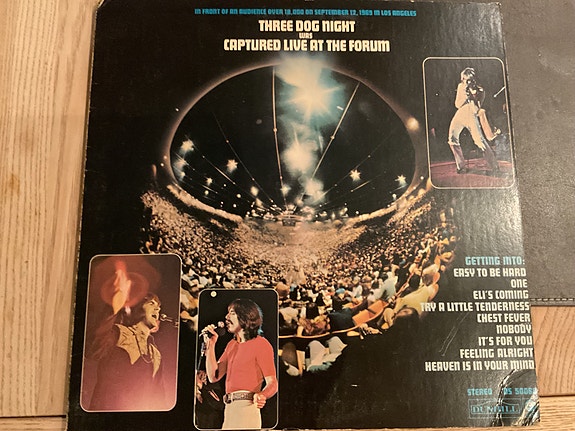 IN FRONT OF AN AUDIENCE OVER 18,000 ON SEPTEMBER 12, 1969 IN LOS ANGELES
THREE DOG NIGHT
WAS
CAPTURED LIVE AT THE FORUM
GETTING INTO:
EASY TO BE HARD
ONE
ELI'S COMING
TRY A LITTLE TENDERNESS
CHEST FEVER
NOBODY
IT'S FOR YOU
FEELING ALRIGHT
HEAVEN IS IN YOUR MIND
STEREO DS 50068
DUNHILL